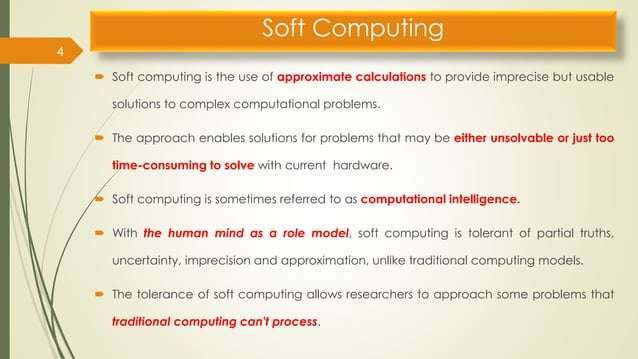 Soft Computing
4
Soft computing is the use of approximate calculations to provide imprecise but usable
solutions to complex computational problems.
The approach enables solutions for problems that may be either unsolvable or just too
time-consuming to solve with current hardware.
Soft computing is sometimes referred to as computational intelligence.
With the human mind as a role model, soft computing is tolerant of partial truths,
uncertainty, imprecision and approximation, unlike traditional computing models.
The tolerance of soft computing allows researchers to approach some problems that
traditional computing can't process.